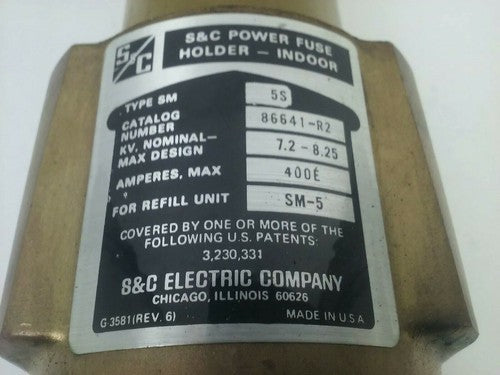 S&C
S&C POWER FUSE
HOLDER — INDOOR
TYPE SM 5S
CATALOG
NUMBER 86641-R2
KV, NOMINAL—
MAX DESIGN 7.2 - 8.25
AMPERES, MAX 400E
FOR REFILL UNIT SM-5
COVERED BY ONE OR MORE OF THE
FOLLOWING U.S. PATENTS:
3,230,331
S&C ELECTRIC COMPANY
CHICAGO, ILLINOIS 60626
G-3581 (REV. 6) MADE IN U.S.A